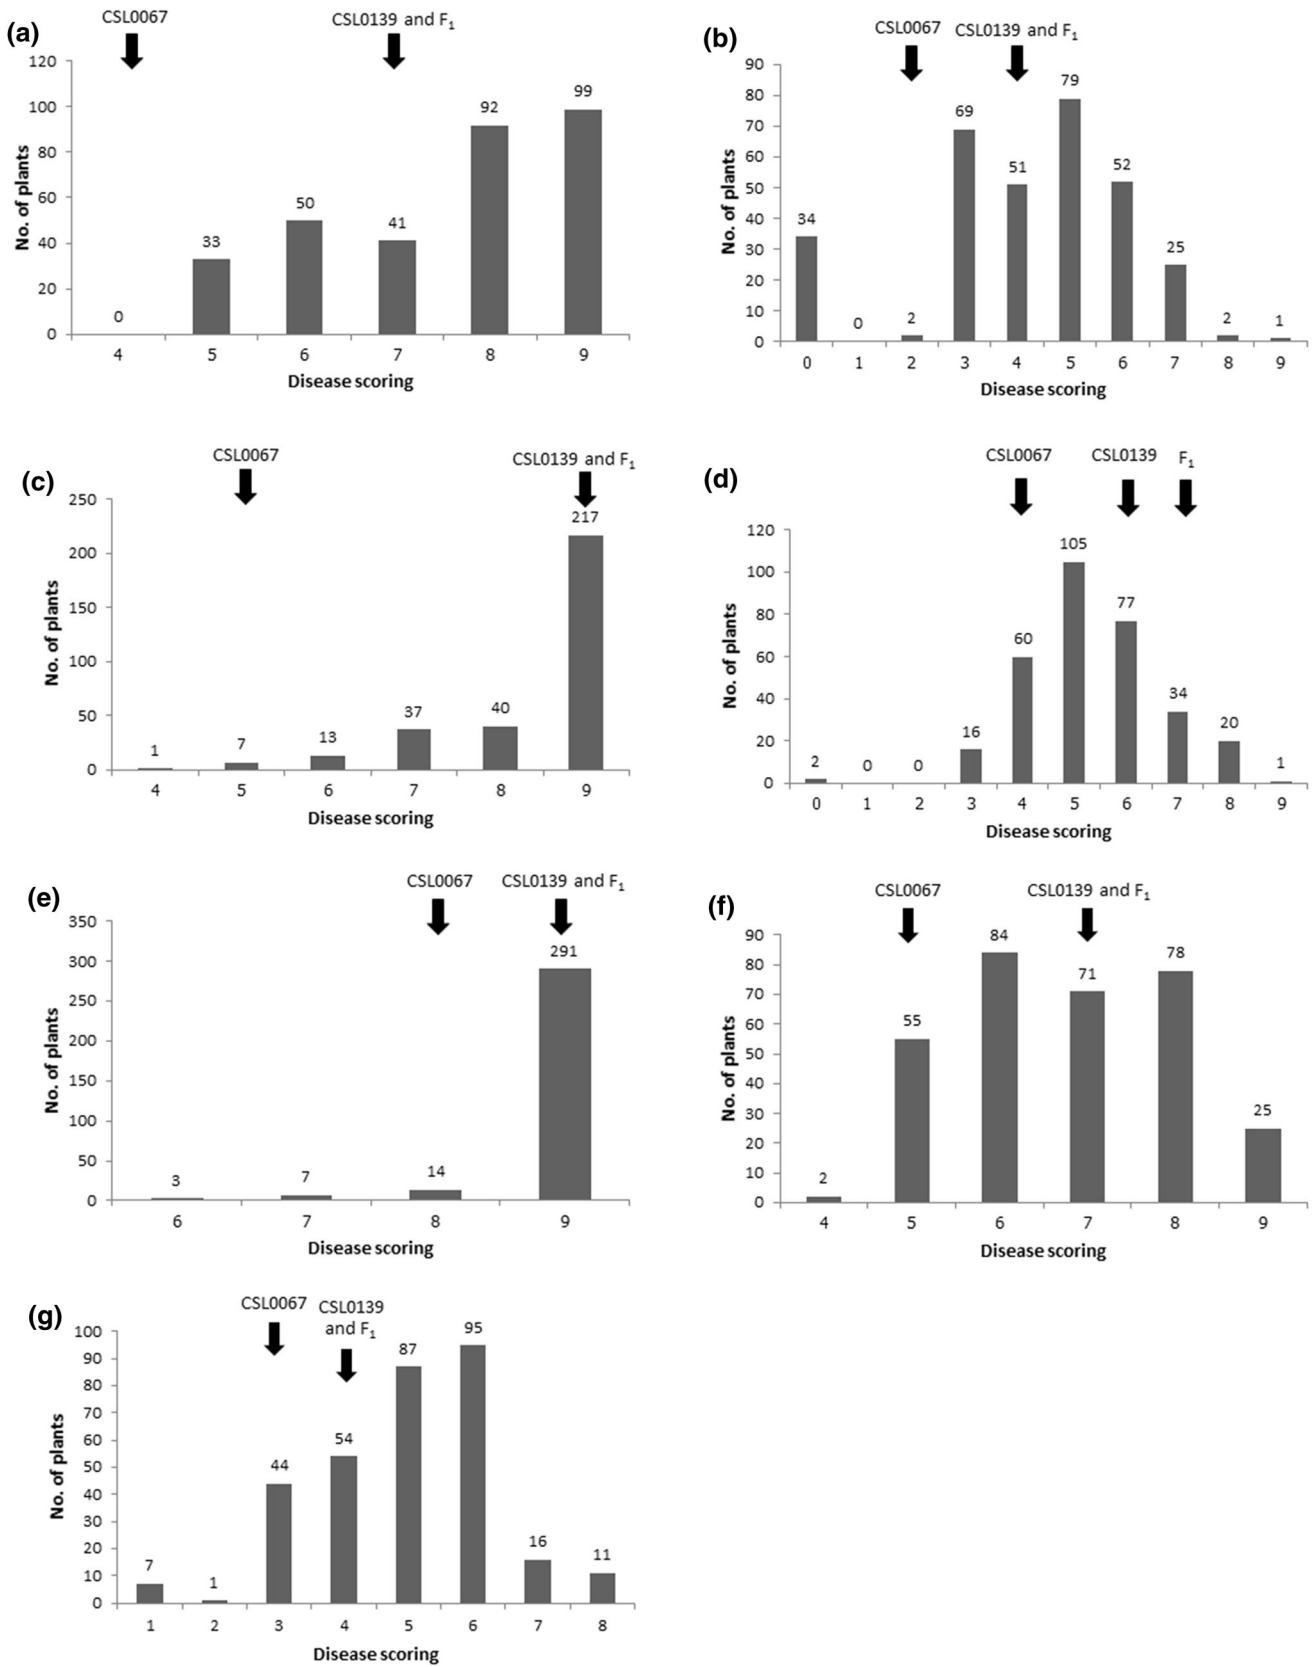 (a)
CSL0067
CSL0139 and F1
120
100
80
60
40
20
0
No. of plants
0
33
50
41
92
99
4 5 6 7 8 9
Disease scoring
(b)
CSL0067
CSL0139 and F1
90
80
70
60
50
40
30
20
10
0
No. of plants
34
0
2
69
51
79
52
25
2
1
0 1 2 3 4 5 6 7 8 9
Disease scoring
(c)
CSL0067
CSL0139 and F1
250
200
150
100
50
0
No. of plants
1
7
13
37
40
217
4 5 6 7 8 9
Disease scoring
(d)
CSL0067
CSL0139
F1
120
100
80
60
40
20
0
No. of plants
2
0
0
16
60
105
77
34
20
1
0 1 2 3 4 5 6 7 8 9
Disease scoring
(e)
CSL0067
CSL0139 and F1
350
300
250
200
150
100
50
0
No. of plants
3
7
14
291
6 7 8 9
Disease scoring
(f)
CSL0067
CSL0139 and F1
90
80
70
60
50
40
30
20
10
0
No. of plants
2
55
84
71
78
25
4 5 6 7 8 9
Disease scoring
(g)
CSL0067
CSL0139
and F1
100
90
80
70
60
50
40
30
20
10
0
No. of plants
7
1
44
54
87
95
16
11
1 2 3 4 5 6 7 8
Disease scoring